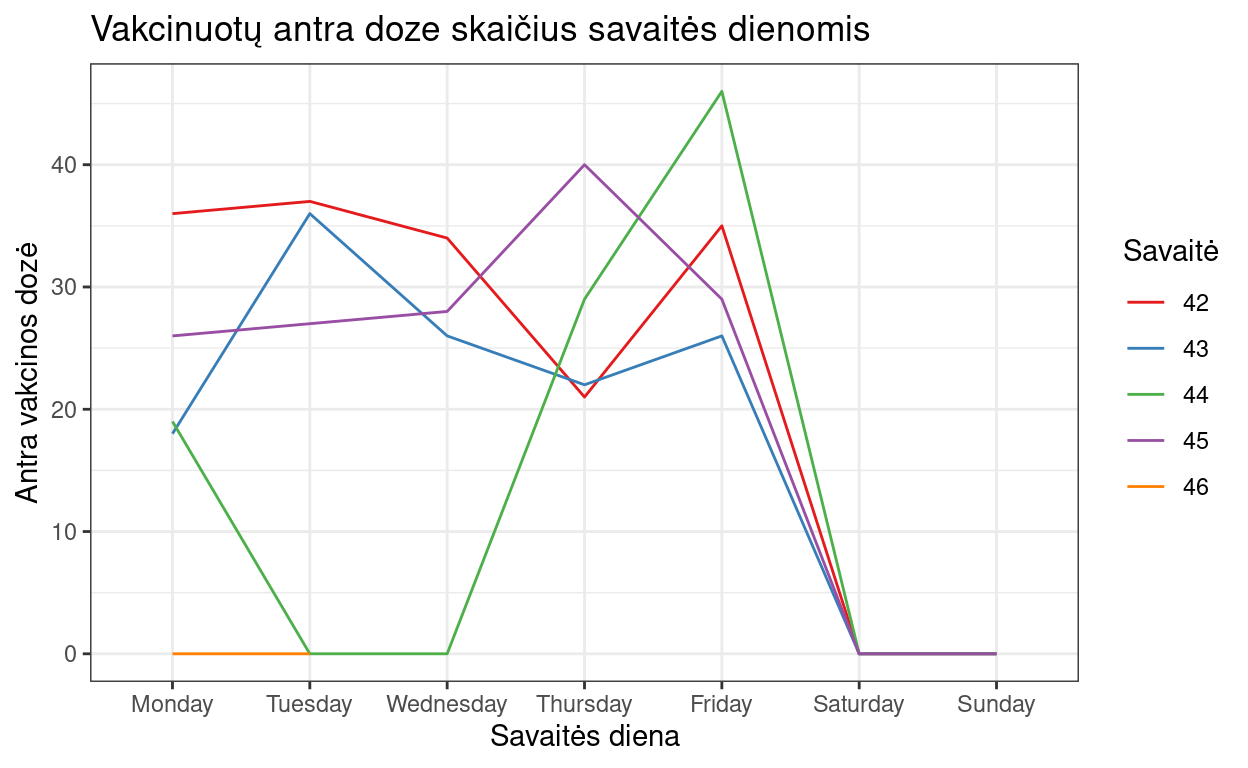 Vakcinuotų antra doze skaičius savaitės dienomis
Antra vakcinos dozė
40
30
20
10
0
Monday Tuesday Wednesday Thursday Friday Saturday Sunday
Savaitės diena
Savaitė
42
43
44
45
46